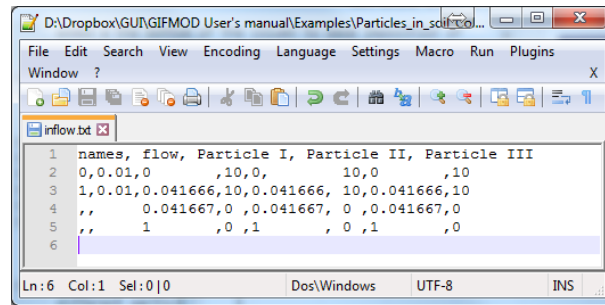 D:\Dropbox\GUI\GIFMOD User's manual\Examples\Particles_in_soil col...
File Edit Search View Encoding Language Settings Macro Run Plugins
Window ? X
inflow.txt
1 names, flow, Particle I, Particle II, Particle III
2 0,0.01,0 ,10,0, 10,0 ,10
3 1,0.01,0.041666,10,0.041666, 10,0.041666,10
4 ,, 0.041667,0 ,0.041667, 0 ,0.041667,0
5 ,, 1 ,0 ,1 , 0 ,1 ,0
6
Ln:6 Col:1 Sel:0|0 Dos\Windows UTF-8 INS